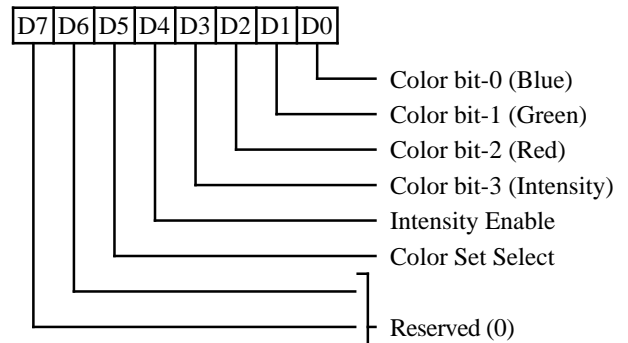 D7 D6 D5 D4 D3 D2 D1 D0
Color bit-0 (Blue)
Color bit-1 (Green)
Color bit-2 (Red)
Color bit-3 (Intensity)
Intensity Enable
Color Set Select
Reserved (0)